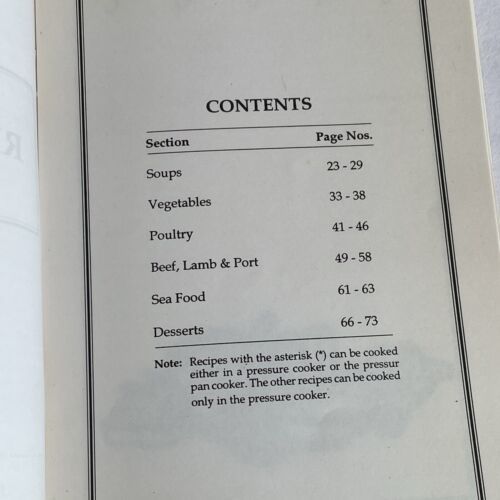 CONTENTS
Section Page Nos.
Soups 23 - 29
Vegetables 33 - 38
Poultry 41 - 46
Beef, Lamb & Port 49 - 58
Sea Food 61 - 63
Desserts 66 - 73
Note: Recipes with the asterisk (*) can be cooked
either in a pressure cooker or the pressur
pan cooker. The other recipes can be cooked
only in the pressure cooker.